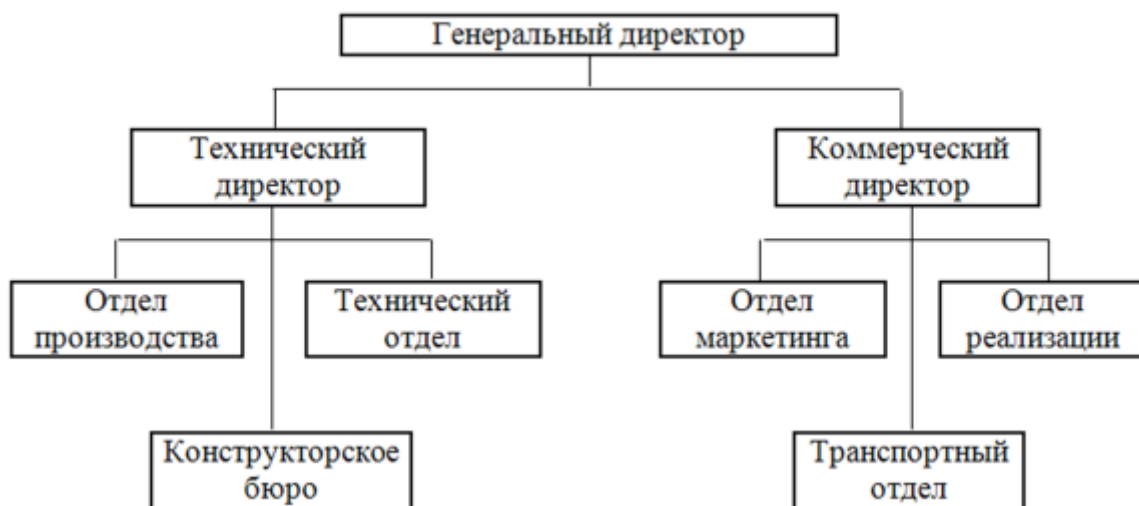 Генеральный директор
Технический
директор
Коммерческий
директор
Отдел
производства
Технический
отдел
Отдел
маркетинга
Отдел
реализации
Конструкторское
бюро
Транспортный
отдел